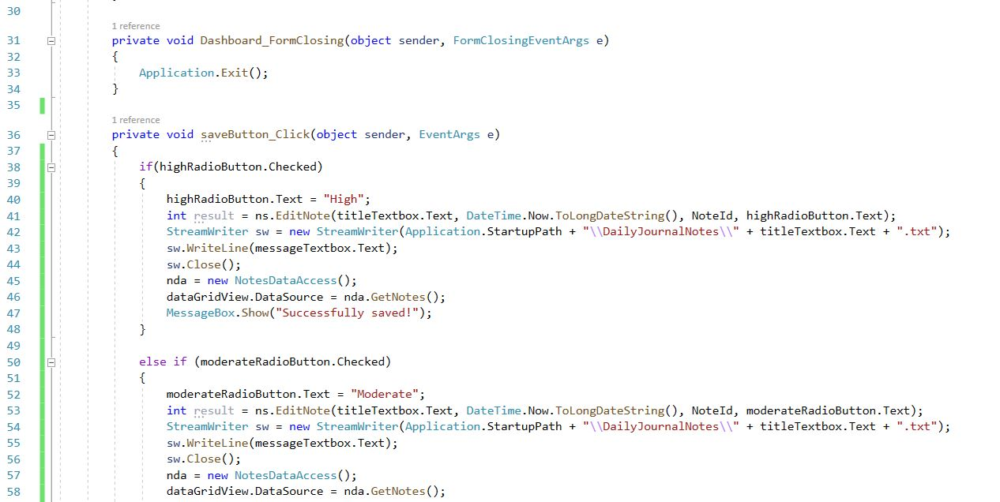 30
1 reference
31 private void Dashboard_FormClosing(object sender, FormClosingEventArgs e)
32 {
33 Application.Exit();
34 }
35
1 reference
36 private void saveButton_Click(object sender, EventArgs e)
37 {
38 if(highRadioButton.Checked)
39 {
40 highRadioButton.Text = "High";
41 int result = ns.EditNote(titleTextbox.Text, DateTime.Now.ToLongDateString(), NoteId, highRadioButton.Text);
42 StreamWriter sw = new StreamWriter(Application.StartupPath + "\\DailyJournalNotes\\" + titleTextbox.Text + ".txt");
43 sw.WriteLine(messageTextbox.Text);
44 sw.Close();
45 nda = new NotesDataAccess();
46 dataGridView.DataSource = nda.GetNotes();
47 MessageBox.Show("Successfully saved!");
48 }
49
50 else if (moderateRadioButton.Checked)
51 {
52 moderateRadioButton.Text = "Moderate";
53 int result = ns.EditNote(titleTextbox.Text, DateTime.Now.ToLongDateString(), NoteId, moderateRadioButton.Text);
54 StreamWriter sw = new StreamWriter(Application.StartupPath + "\\DailyJournalNotes\\" + titleTextbox.Text + ".txt");
55 sw.WriteLine(messageTextbox.Text);
56 sw.Close();
57 nda = new NotesDataAccess();
58 dataGridView.DataSource = nda.GetNotes();